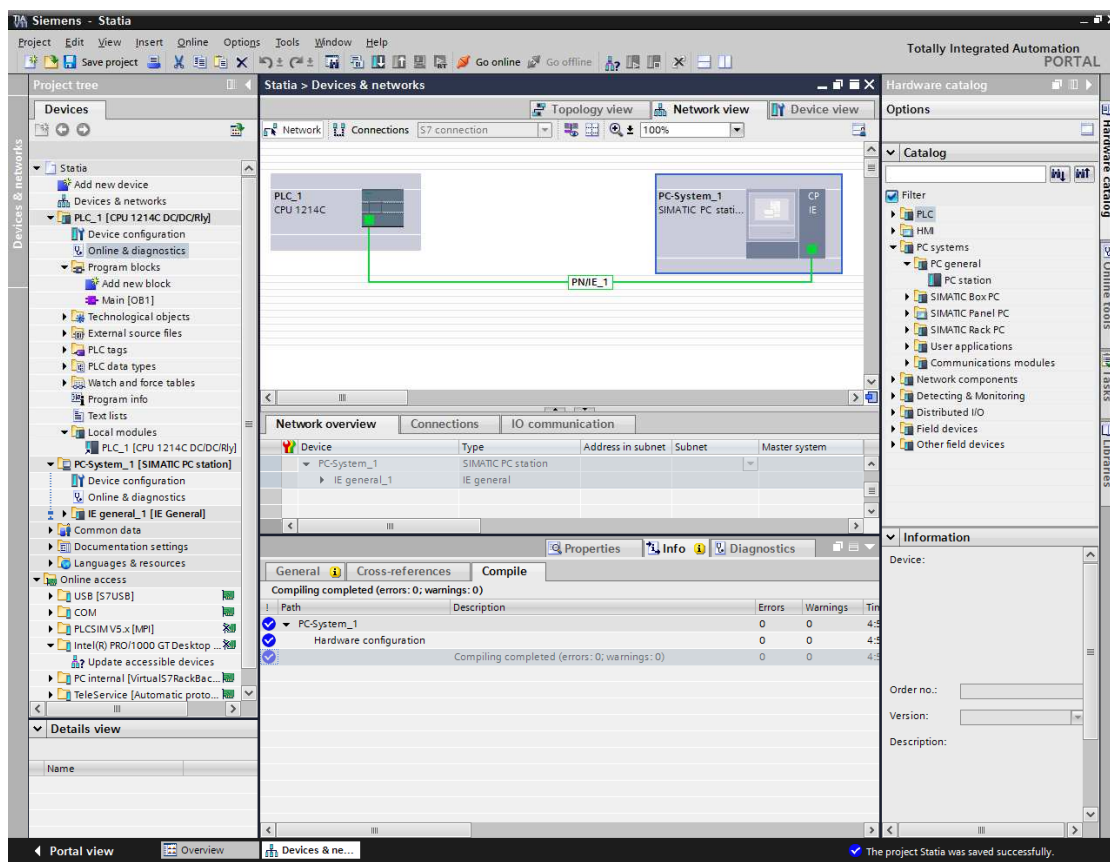 Siemens - Statia
Project Edit View Insert Online Options Tools Window Help
Totally Integrated Automation
PORTAL
Save project Go online Go offline
Project tree
Devices
Devices & networks
Statia
Add new device
Devices & networks
PLC_1 [CPU 1214C DC/DC/Rly]
Device configuration
Online & diagnostics
Program blocks
Add new block
Main [OB1]
Technological objects
External source files
PLC tags
PLC data types
Watch and force tables
Program info
Text lists
Local modules
PLC_1 [CPU 1214C DC/DC/Rly]
PC-System_1 [SIMATIC PC station]
Device configuration
Online & diagnostics
IE general_1 [IE General]
Common data
Documentation settings
Languages & resources
Online access
USB [S7USB]
COM
PLCSIM V5.x [MPI]
Intel(R) PRO/1000 GT Desktop ...
Update accessible devices
PC internal [VirtualS7RackBac...
TeleService [Automatic proto...
Details view
Name
Statia > Devices & networks
Topology view Network view Device view
Network Connections S7 connection 100%
PLC_1
CPU 1214C
PC-System_1
SIMATIC PC stati...
CP
IE
PN/IE_1
Network overview Connections IO communication
Device Type Address in subnet Subnet Master system
PC-System_1 SIMATIC PC station
IE general_1 IE general
Properties Info Diagnostics
General Cross-references Compile
Compiling completed (errors: 0; warnings: 0)
! Path Description Errors Warnings Tin
PC-System_1 0 0 4:5
Hardware configuration 0 0 4:5
Compiling completed (errors: 0; warnings: 0) 0 0 4:5
Hardware catalog
Options
Catalog
Filter
PLC
HMI
PC systems
PC general
PC station
SIMATIC Box PC
SIMATIC Panel PC
SIMATIC Rack PC
User applications
Communications modules
Network components
Detecting & Monitoring
Distributed I/O
Field devices
Other field devices
Information
Device:
Order no.:
Version:
Description:
Hardware catalog
Online tools
Tasks
Libraries
Portal view Overview Devices & ne...
The project Statia was saved successfully.